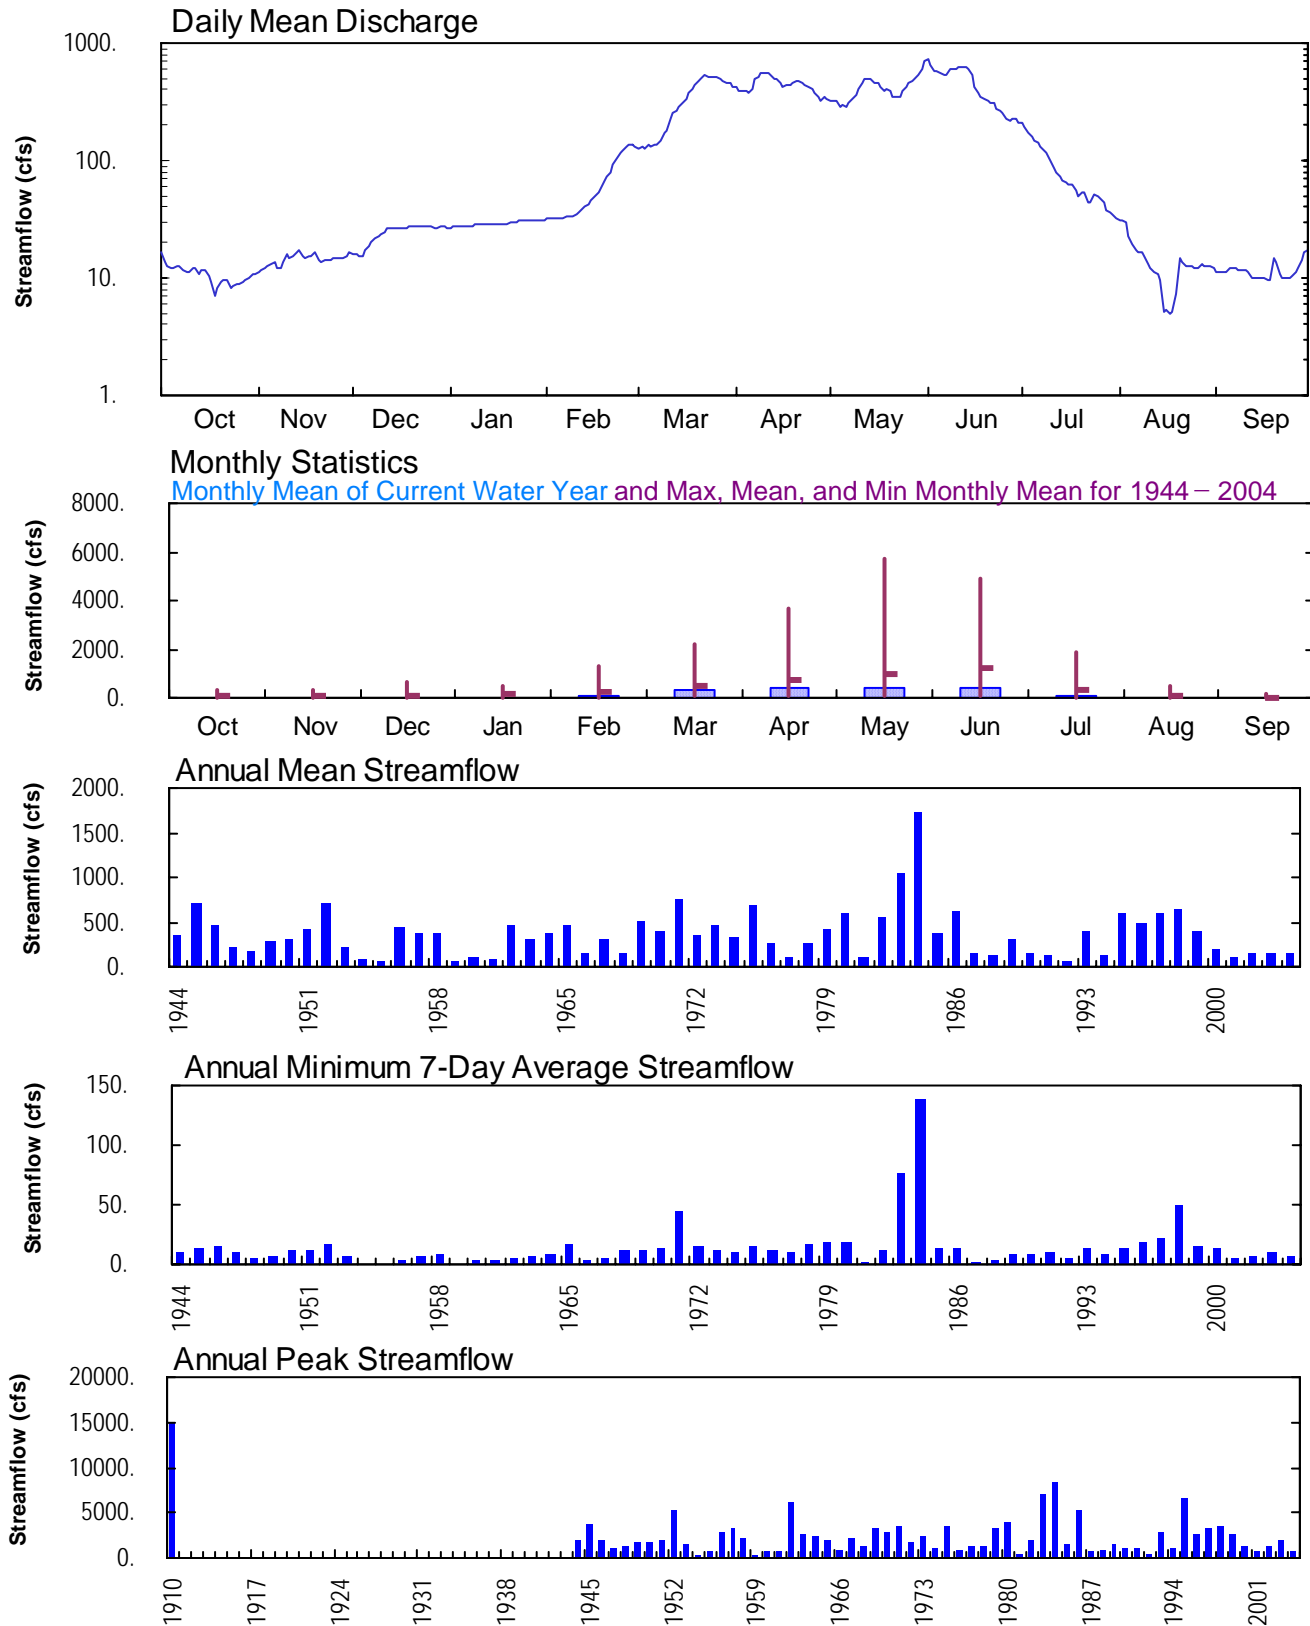 Daily Mean Discharge
Streamflow (cfs)
1000.
100.
10.
1.
Oct Nov Dec Jan Feb Mar Apr May Jun Jul Aug Sep
Monthly Statistics
Monthly Mean of Current Water Year and Max, Mean, and Min Monthly Mean for 1944 – 2004
Streamflow (cfs)
8000.
6000.
4000.
2000.
0.
Oct Nov Dec Jan Feb Mar Apr May Jun Jul Aug Sep
Annual Mean Streamflow
Streamflow (cfs)
2000.
1500.
1000.
500.
0.
1944 1951 1958 1965 1972 1979 1986 1993 2000
Annual Minimum 7-Day Average Streamflow
Streamflow (cfs)
150.
100.
50.
0.
1944 1951 1958 1965 1972 1979 1986 1993 2000
Annual Peak Streamflow
Streamflow (cfs)
20000.
15000.
10000.
5000.
0.
1910 1917 1924 1931 1938 1945 1952 1959 1966 1973 1980 1987 1994 2001